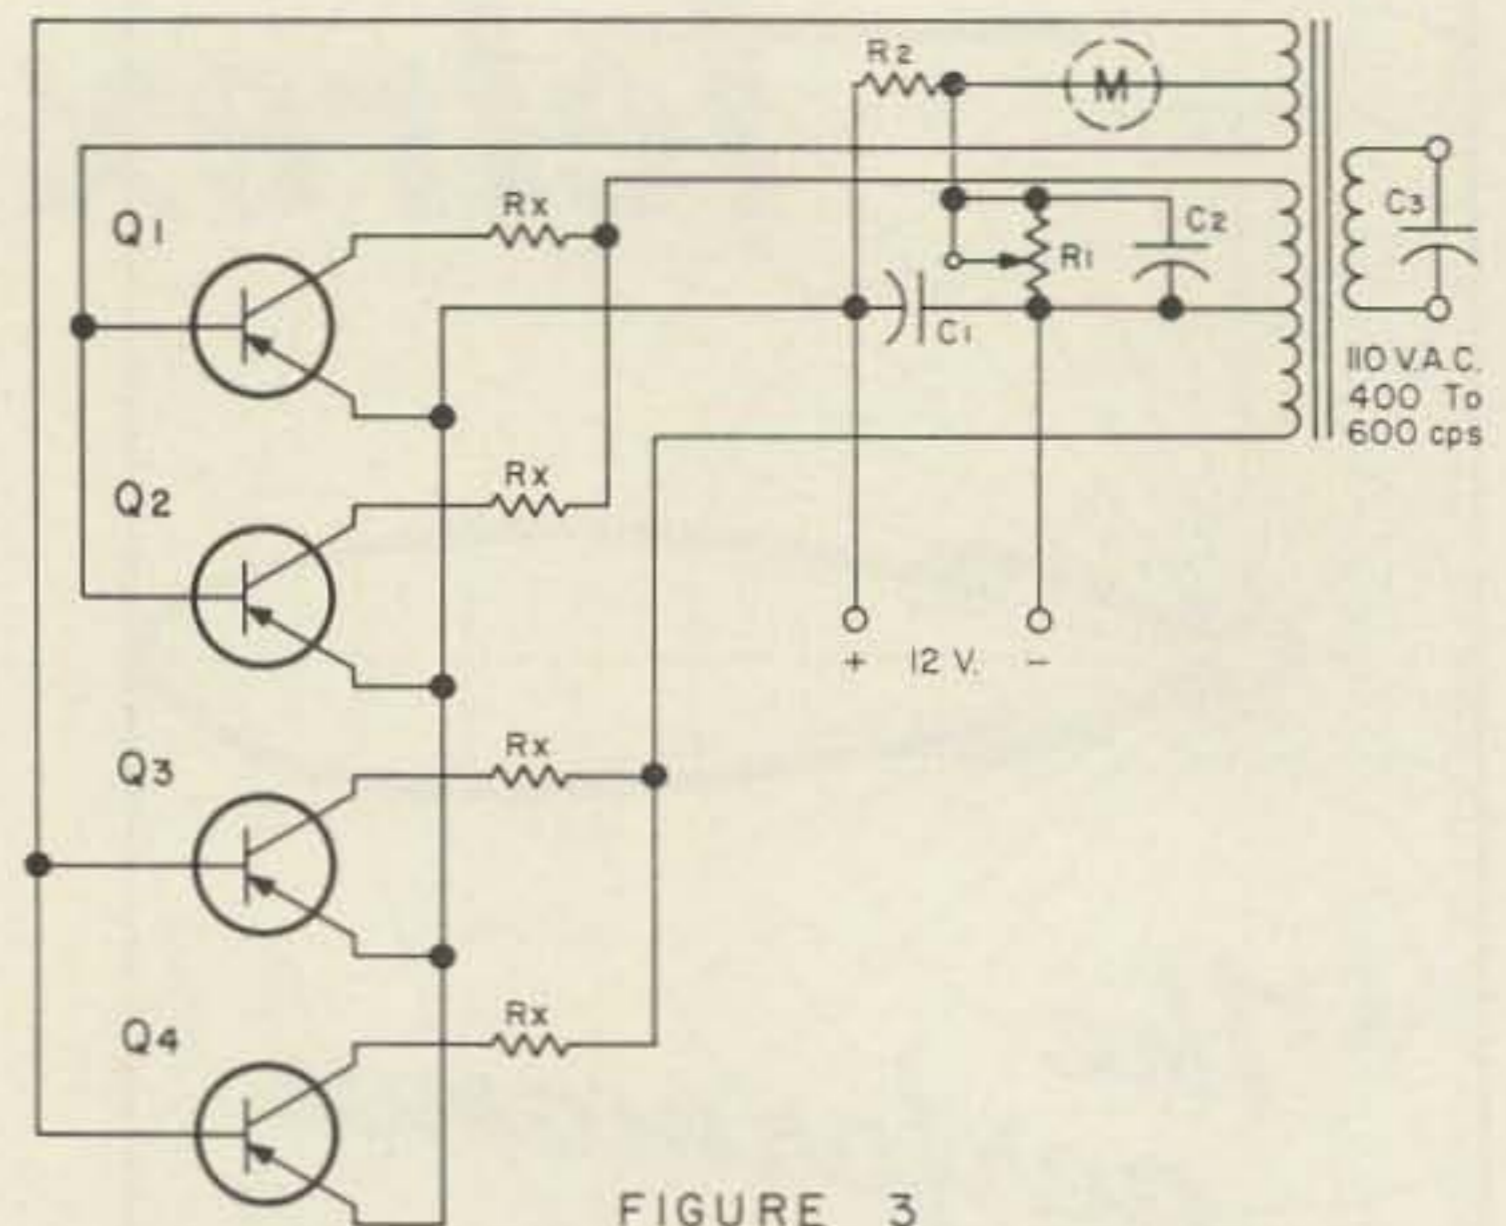 R2
M
Rx
Q1
C2
C3
R1
C1
110 V.A.C.
400 To
600 cps
Rx
Q2
+ 12 V. -
Rx
Q3
Rx
Q4
FIGURE 3